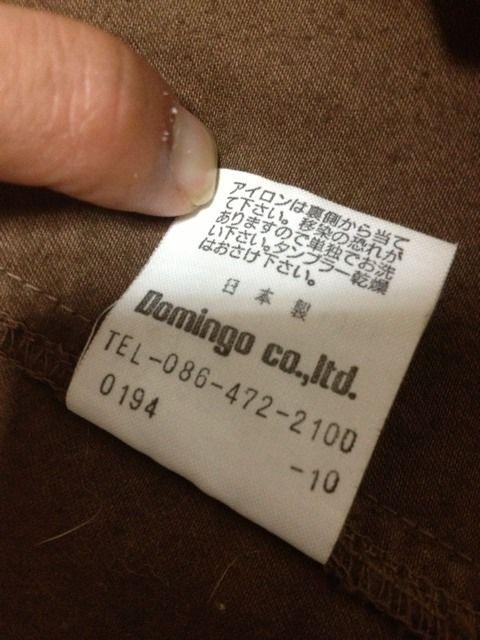 アイロンは裏側から当て
て下さい。移染の恐れが
ありますので単独でお洗
い下さい。タンブラー乾燥
はおさけ下さい。
日本製
Domingo co.,ltd.
TEL-086-472-2100
0194
-10